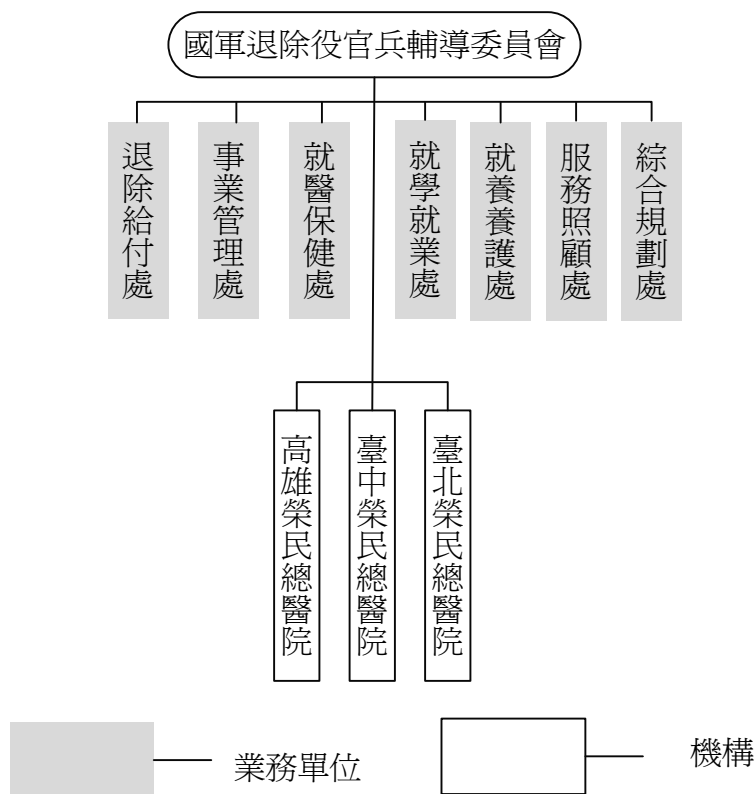 國軍退除役官兵輔導委員會
退除給付處
事業管理處
就醫保健處
就學就業處
就養養護處
服務照顧處
綜合規劃處
高雄榮民總醫院
臺中榮民總醫院
臺北榮民總醫院
業務單位
機構